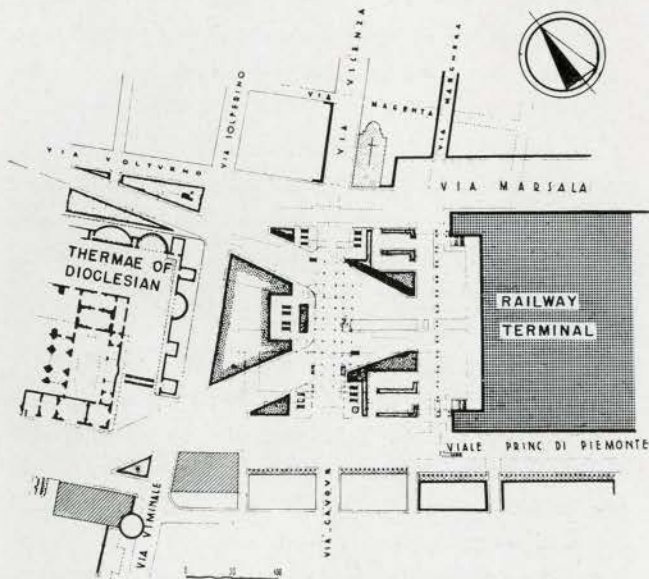 VIA VICENZA
VIA MARGHERA
VIA SOLFERINO
VIA MAGENTA
VIA VOLTURNO
VIA MARSALA
THERMAE OF
DIOCLESIAN
RAILWAY
TERMINAL
VIALE PRINC. DI PIEMONTE
VIA VIMINALE
VIA CAVOUR
0